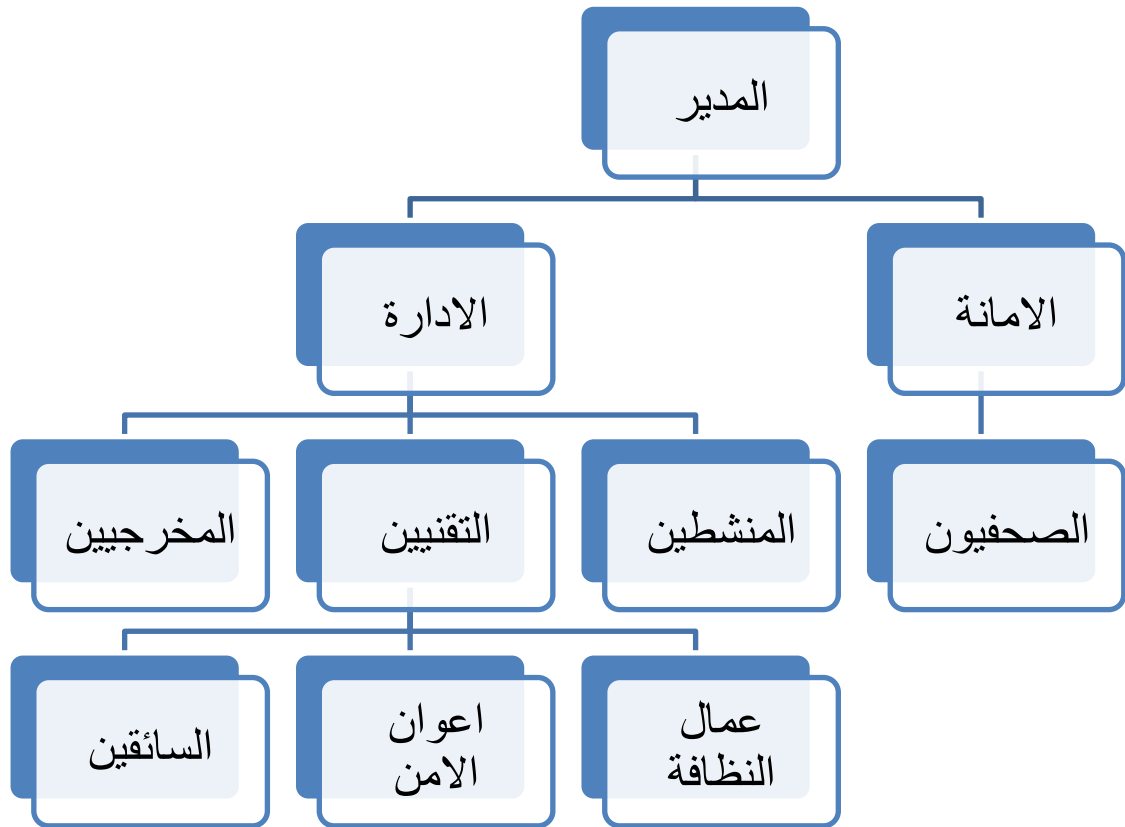 المدير
الامانة
الادارة
الصحفيون
المنشطين
التقنيين
المخرجيين
عمال
النظافة
اعوان
الامن
السائقين